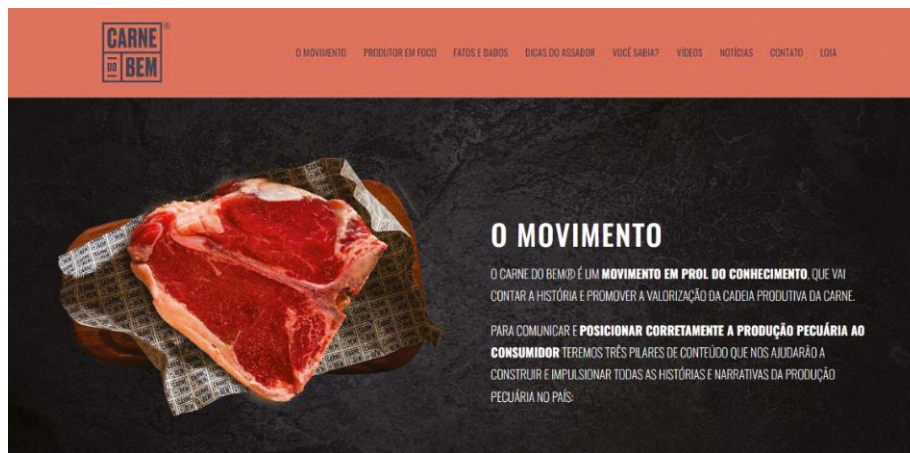 CARNE
DO BEM
®
O MOVIMENTO PRODUTOR EM FOCO FATOS E DADOS DICAS DO ASSADOR VOCÊ SABIA? VÍDEOS NOTÍCIAS CONTATO LOJA
O MOVIMENTO
O CARNE DO BEM® É UM MOVIMENTO EM PROL DO CONHECIMENTO, QUE VAI
CONTAR A HISTÓRIA E PROMOVER A VALORIZAÇÃO DA CADEIA PRODUTIVA DA CARNE.
PARA COMUNICAR E POSICIONAR CORRETAMENTE A PRODUÇÃO PECUÁRIA AO
CONSUMIDOR TEREMOS TRÊS PILARES DE CONTEÚDO QUE NOS AJUDARÃO A
CONSTRUIR E IMPULSIONAR TODAS AS HISTÓRIAS E NARRATIVAS DA PRODUÇÃO
PECUÁRIA NO PAÍS: